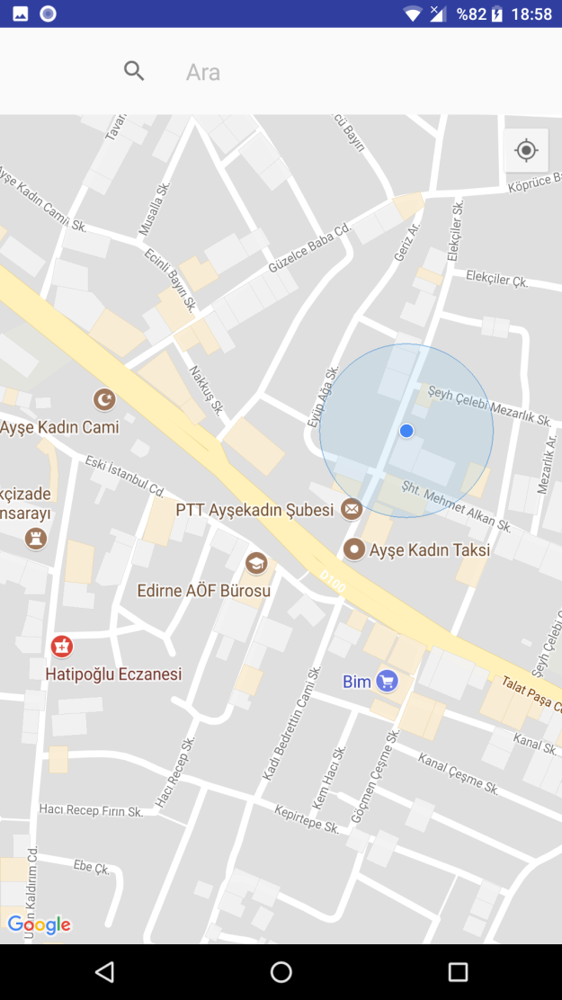 %82 18:58
Ara
Tavan
cü Bayırı
Köprüce Ba
Ayşe Kadın Camii Sk.
Musalla Sk.
Güzelce Baba Cd.
Geriz Ar.
Elekçiler Sk.
Ecinli Bayırı Sk.
Elekçiler Çk.
Nakkuş Sk.
Eyüp Ağa Sk.
Şeyh Çelebi Mezarlık Sk.
Ayşe Kadın Cami
Mezarlık Ar.
Eski İstanbul Cd.
Şht. Mehmet Alkan Sk.
kçizade
nsarayı
PTT Ayşekadın Şubesi
Ayşe Kadın Taksi
D100
Edirne AÖF Bürosu
Şeyh Çelebi
Hatipoğlu Eczanesi
Bim
Talat Paşa C
Kadı Bedrettin Cami Sk.
Kanal Sk.
Hacı Recep Sk.
Kem Hacı Sk.
Göçmen Çeşme Sk.
Kanal Çeşme Sk.
Hacı Recep Fırın Sk.
Kepirtepe Sk.
Ebe Çk.
Uzun Kaldırım Cd.
Google